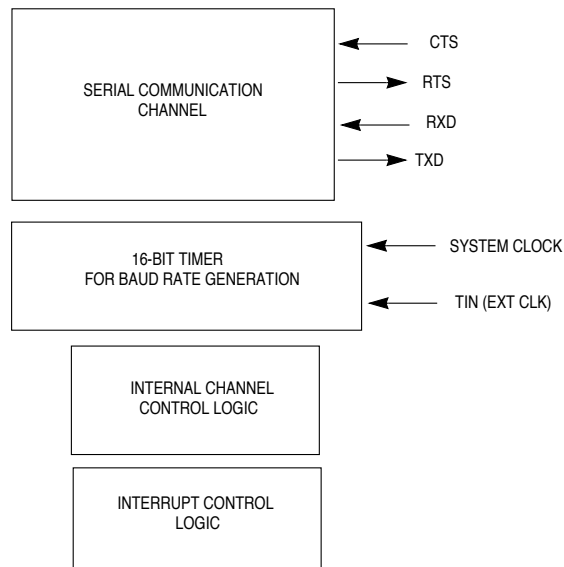 SERIAL COMMUNICATION
CHANNEL
CTS
RTS
RXD
TXD
16-BIT TIMER
FOR BAUD RATE GENERATION
SYSTEM CLOCK
TIN (EXT CLK)
INTERNAL CHANNEL
CONTROL LOGIC
INTERRUPT CONTROL
LOGIC